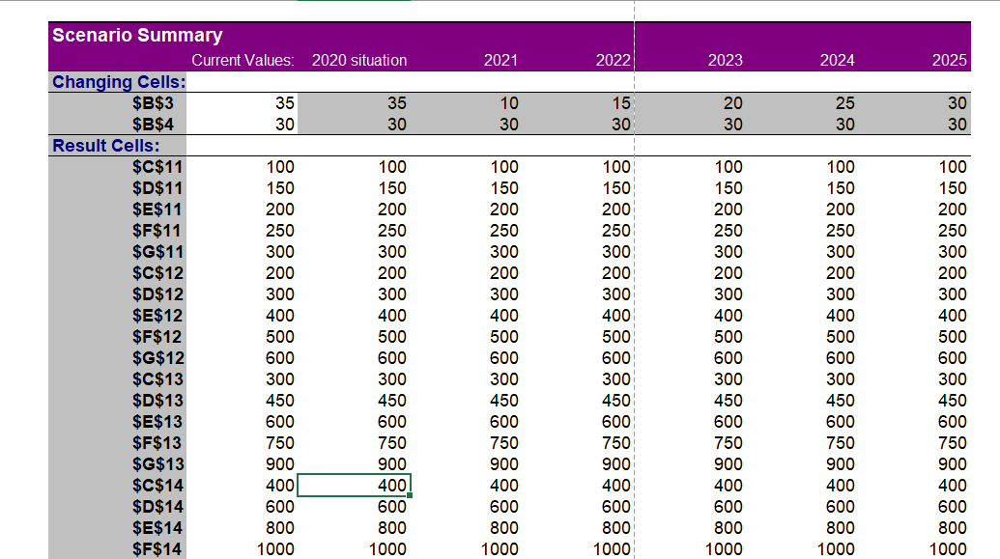 Scenario Summary
Current Values: 2020 situation 2021 2022 2023 2024 2025
Changing Cells:
$B$3 35 35 10 15 20 25 30
$B$4 30 30 30 30 30 30 30
Result Cells:
$C$11 100 100 100 100 100 100 100
$D$11 150 150 150 150 150 150 150
$E$11 200 200 200 200 200 200 200
$F$11 250 250 250 250 250 250 250
$G$11 300 300 300 300 300 300 300
$C$12 200 200 200 200 200 200 200
$D$12 300 300 300 300 300 300 300
$E$12 400 400 400 400 400 400 400
$F$12 500 500 500 500 500 500 500
$G$12 600 600 600 600 600 600 600
$C$13 300 300 300 300 300 300 300
$D$13 450 450 450 450 450 450 450
$E$13 600 600 600 600 600 600 600
$F$13 750 750 750 750 750 750 750
$G$13 900 900 900 900 900 900 900
$C$14 400 400 400 400 400 400 400
$D$14 600 600 600 600 600 600 600
$E$14 800 800 800 800 800 800 800
$F$14 1000 1000 1000 1000 1000 1000 1000